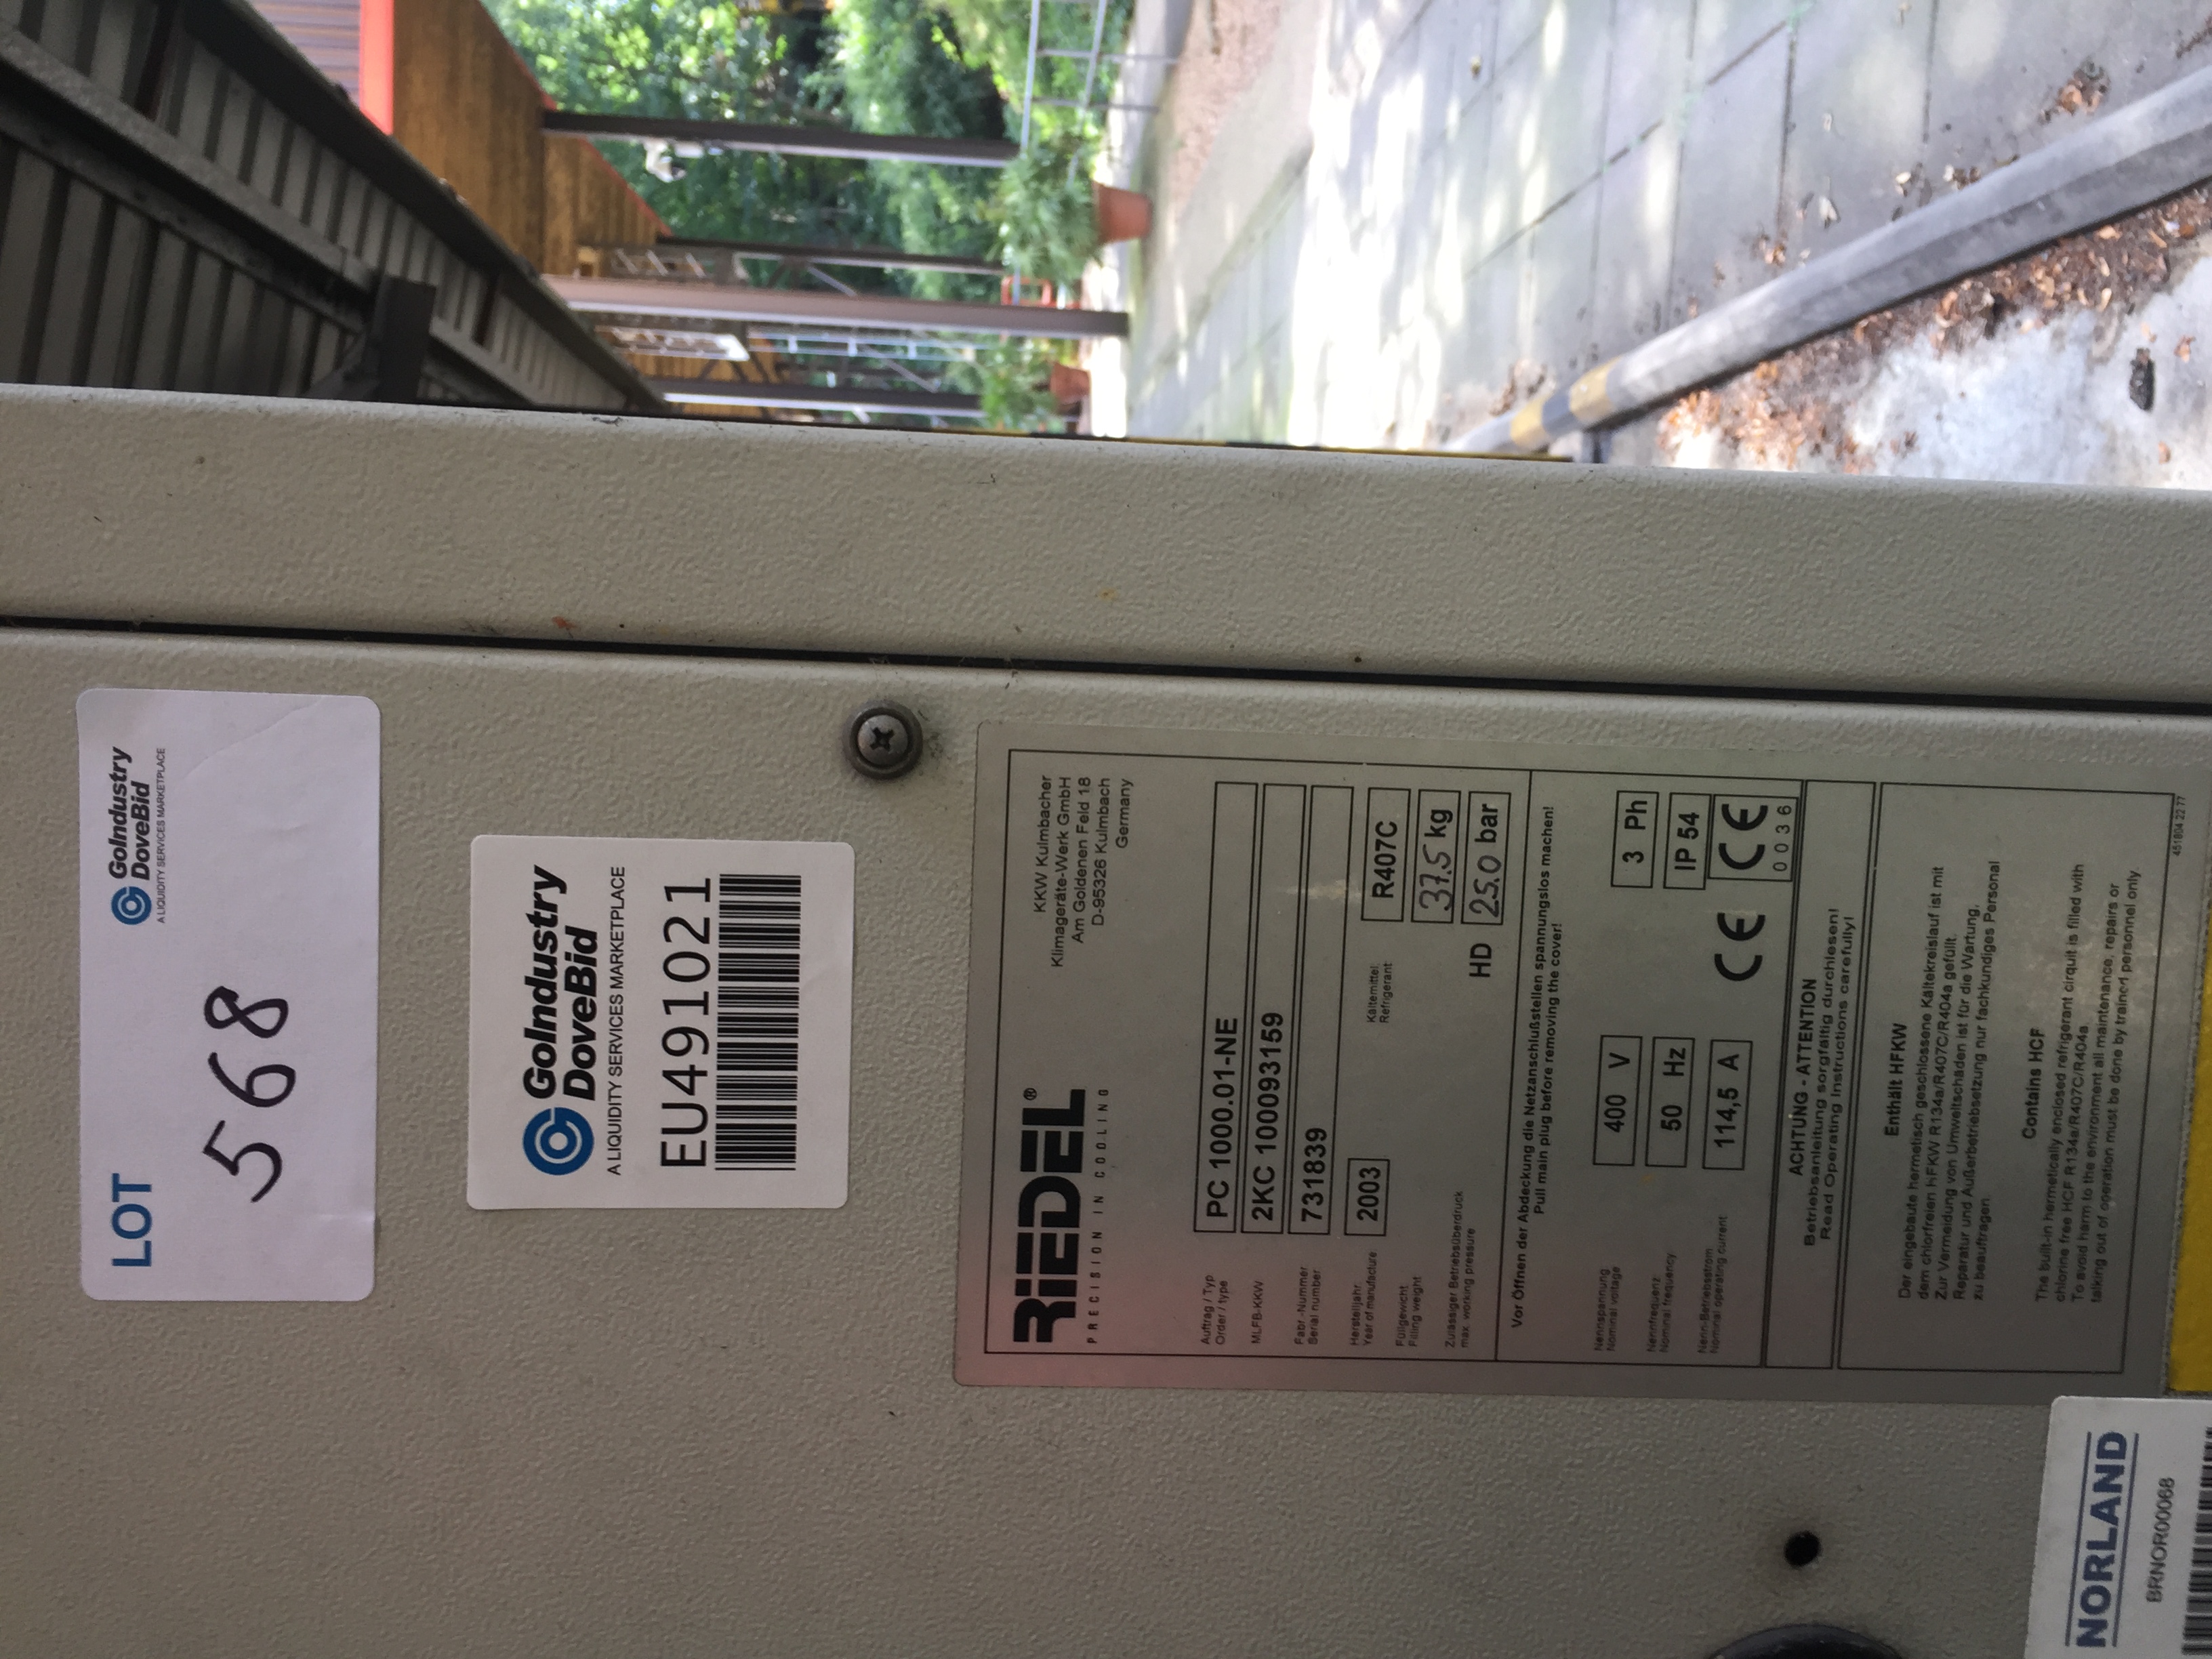 LOT
GoIndustry
DoveBid
A LIQUIDITY SERVICES MARKETPLACE
568
GoIndustry
DoveBid
A LIQUIDITY SERVICES MARKETPLACE
EU491021
RiEDEL®
PRECISION IN COOLING
KKW Kulmbacher
Klimageräte-Werk GmbH
Am Goldenen Feld 18
D-95326 Kulmbach
Germany
Auftrag / Typ
Order / type
PC 1000.01-NE
MLFB-KKW
2KC 100093159
Fabr.-Nummer
Serial number
731839
Herstelljahr
Year of manufacture
2003
Kältemittel
Refrigerant
R407C
Füllgewicht
Filling weight
37.5 kg
Zulässiger Betriebsüberdruck
max. working pressure
HD 25.0 bar
Vor Öffnen der Abdeckung die Netzanschlußstellen spannungslos machen!
Pull main plug before removing the cover!
Nennspannung
Nominal voltage
400 V
3 Ph
Nennfrequenz
Nominal frequency
50 Hz
IP 54
Nenn-Betriebsstrom
Nominal operating current
114,5 A
CE
CE
0036
ACHTUNG - ATTENTION
Betriebsanleitung sorgfältig durchlesen!
Read Operating Instructions carefully!
Enthält HFKW
Der eingebaute hermetisch geschlossene Kältekreislauf ist mit
dem chlorfreien HFKW R134a/R407C/R404a gefüllt.
Zur Vermeidung von Umweltschäden ist für die Wartung,
Reparatur und Außerbetriebsetzung nur fachkundiges Personal
zu beauftragen
Contains HCF
The built-in hermetically enclosed refrigerant cirquit is filled with
chlorine free HCF R134a/R407C/R404a.
To avoid harm to the environment all maintenance, repairs or
taking out of operation must be done by trained personnel only.
451804 22 77
NORLAND
BRNOR00068